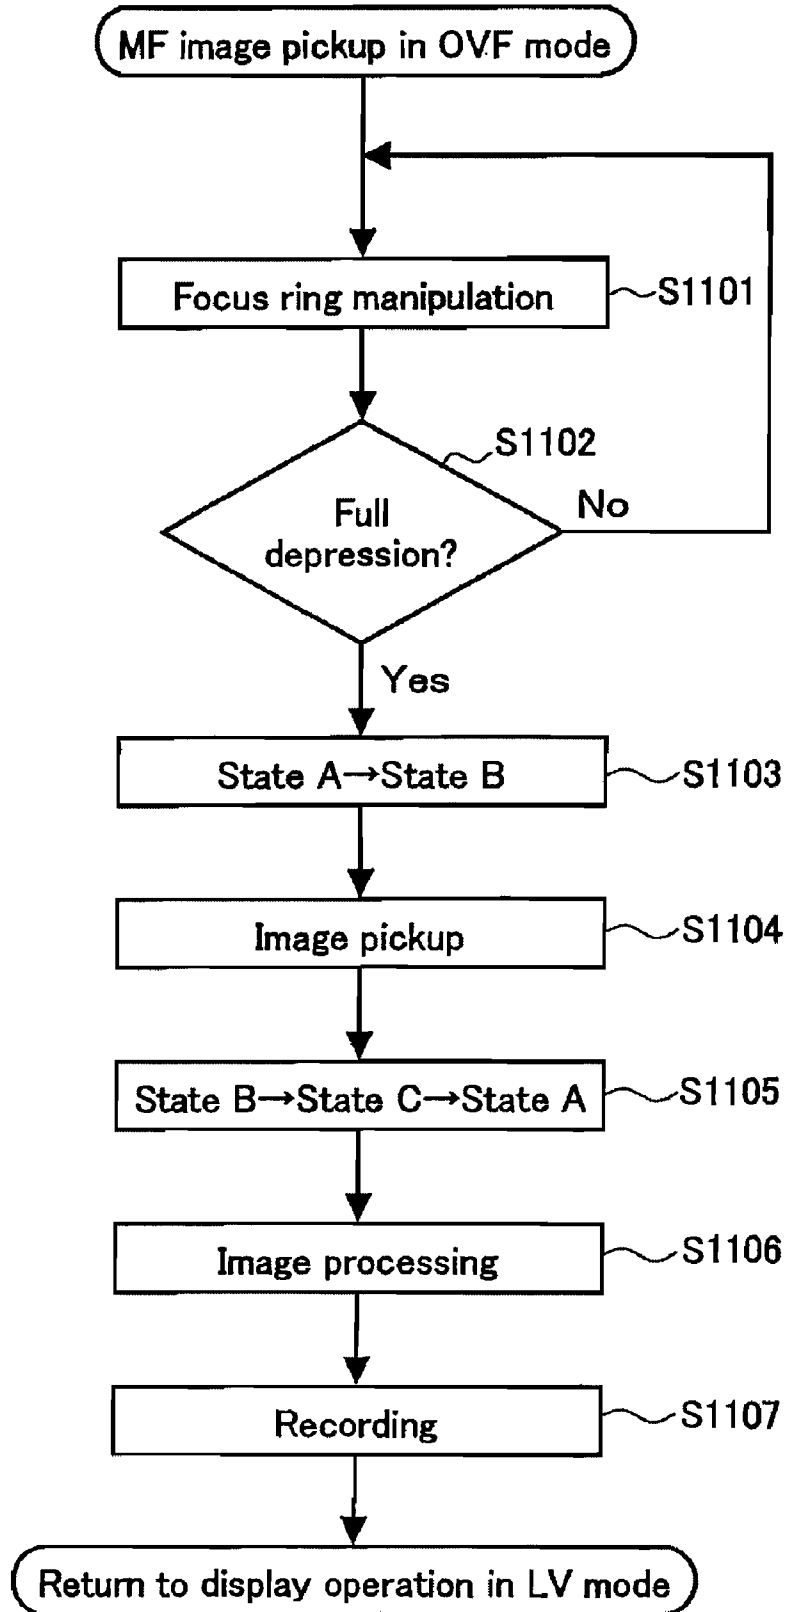 MF image pickup in OVF mode
Focus ring manipulation
S1101
S1102
Full
depression?
No
Yes
State A→State B
S1103
Image pickup
S1104
State B→State C→State A
S1105
Image processing
S1106
Recording
S1107
Return to display operation in LV mode